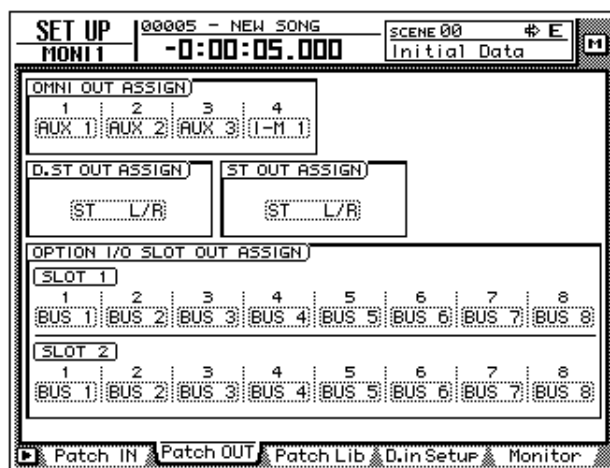 SET UP
MONI 1
00005 - NEW SONG
-0:00:05.000
SCENE 00 E
Initial Data
M
OMNI OUT ASSIGN
1 2 3 4
AUX 1 AUX 2 AUX 3 I-M 1
D.ST OUT ASSIGN ST OUT ASSIGN
ST L/R ST L/R
OPTION I/O SLOT OUT ASSIGN
SLOT 1
1 2 3 4 5 6 7 8
BUS 1 BUS 2 BUS 3 BUS 4 BUS 5 BUS 6 BUS 7 BUS 8
SLOT 2
1 2 3 4 5 6 7 8
BUS 1 BUS 2 BUS 3 BUS 4 BUS 5 BUS 6 BUS 7 BUS 8
Patch IN Patch OUT Patch Lib D.in Setup Monitor